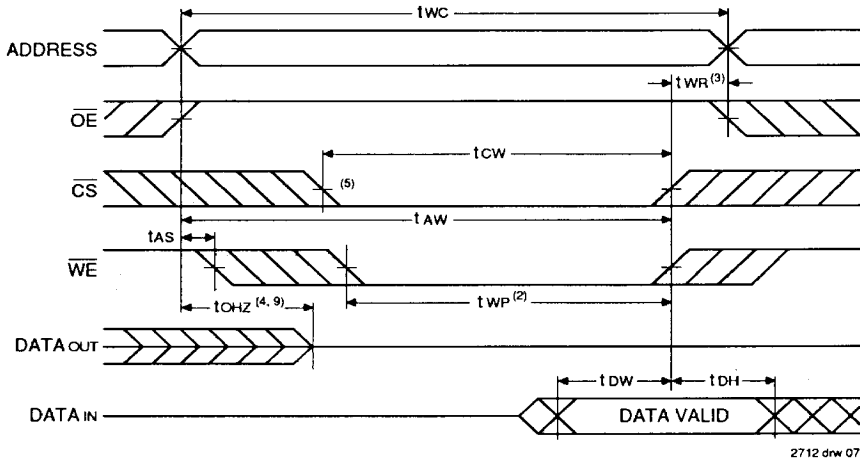 tWC
ADDRESS
tWR(3)
OE
tCW
(5)
CS
tAW
tAS
WE
tWP(2)
tOHZ(4, 9)
DATA OUT
tDW
tDH
DATA IN
DATA VALID
2712 drw 07